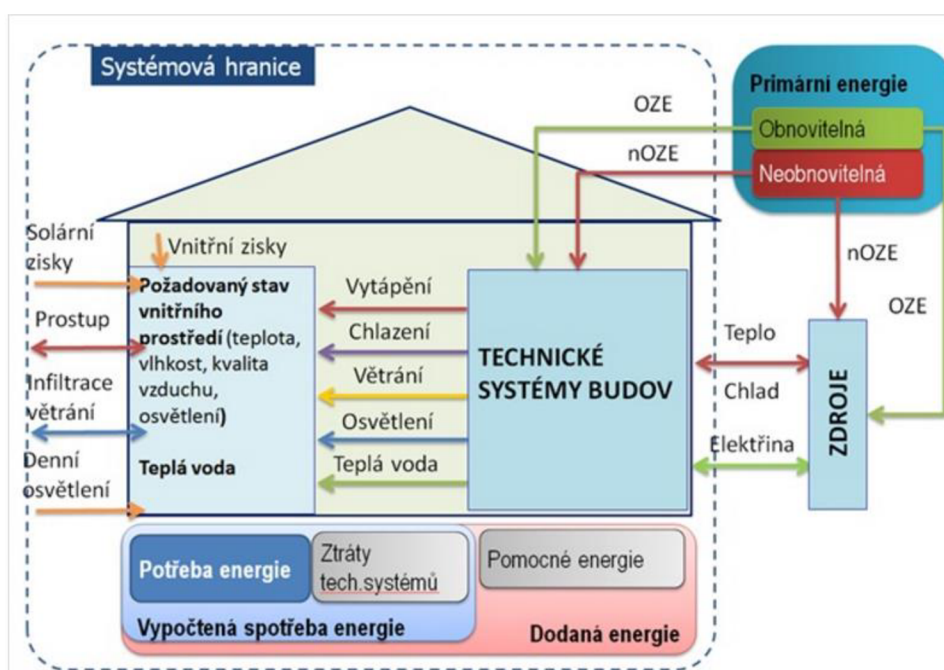 Systémová hranice
Primární energie
Obnovitelná
Neobnovitelná
OZE
nOZE
nOZE
OZE
Solární
zisky
Vnitřní zisky
Prostup
Infiltrace
větrání
Denní
osvětlení
Požadovaný stav
vnitřního
prostředí (teplota,
vlhkost, kvalita
vzduchu,
osvětlení)
Teplá voda
Vytápění
Chlazení
Větrání
Osvětlení
Teplá voda
TECHNICKÉ
SYSTÉMY BUDOV
Teplo
Chlad
Elektřina
ZDROJE
Potřeba energie
Ztráty
tech.systémů
Pomocné energie
Vypočtená spotřeba energie
Dodaná energie